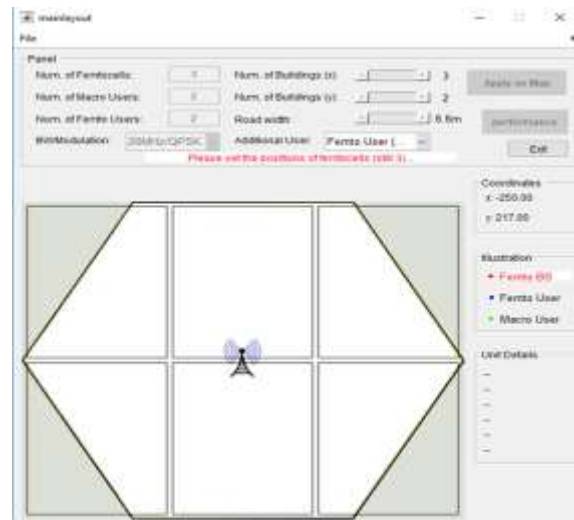 mainlayout
File
Panel
Num. of Femtocells:
Num. of Buildings (x):
3
Apply on Map
Num. of Macro Users:
Num. of Buildings (y):
2
Num. of Femto Users:
2
Road width:
6.6m
performance
BW/Modulation:
20MHz/QPSK
Additional User:
Femto User (...
Exit
Please set the positions of femtocells (still 3)...
Coordinates
x: -250.00
y: 217.00
Illustration
Femto BS
Femto User
Macro User
Unit Details
--
--
--
--
--
--